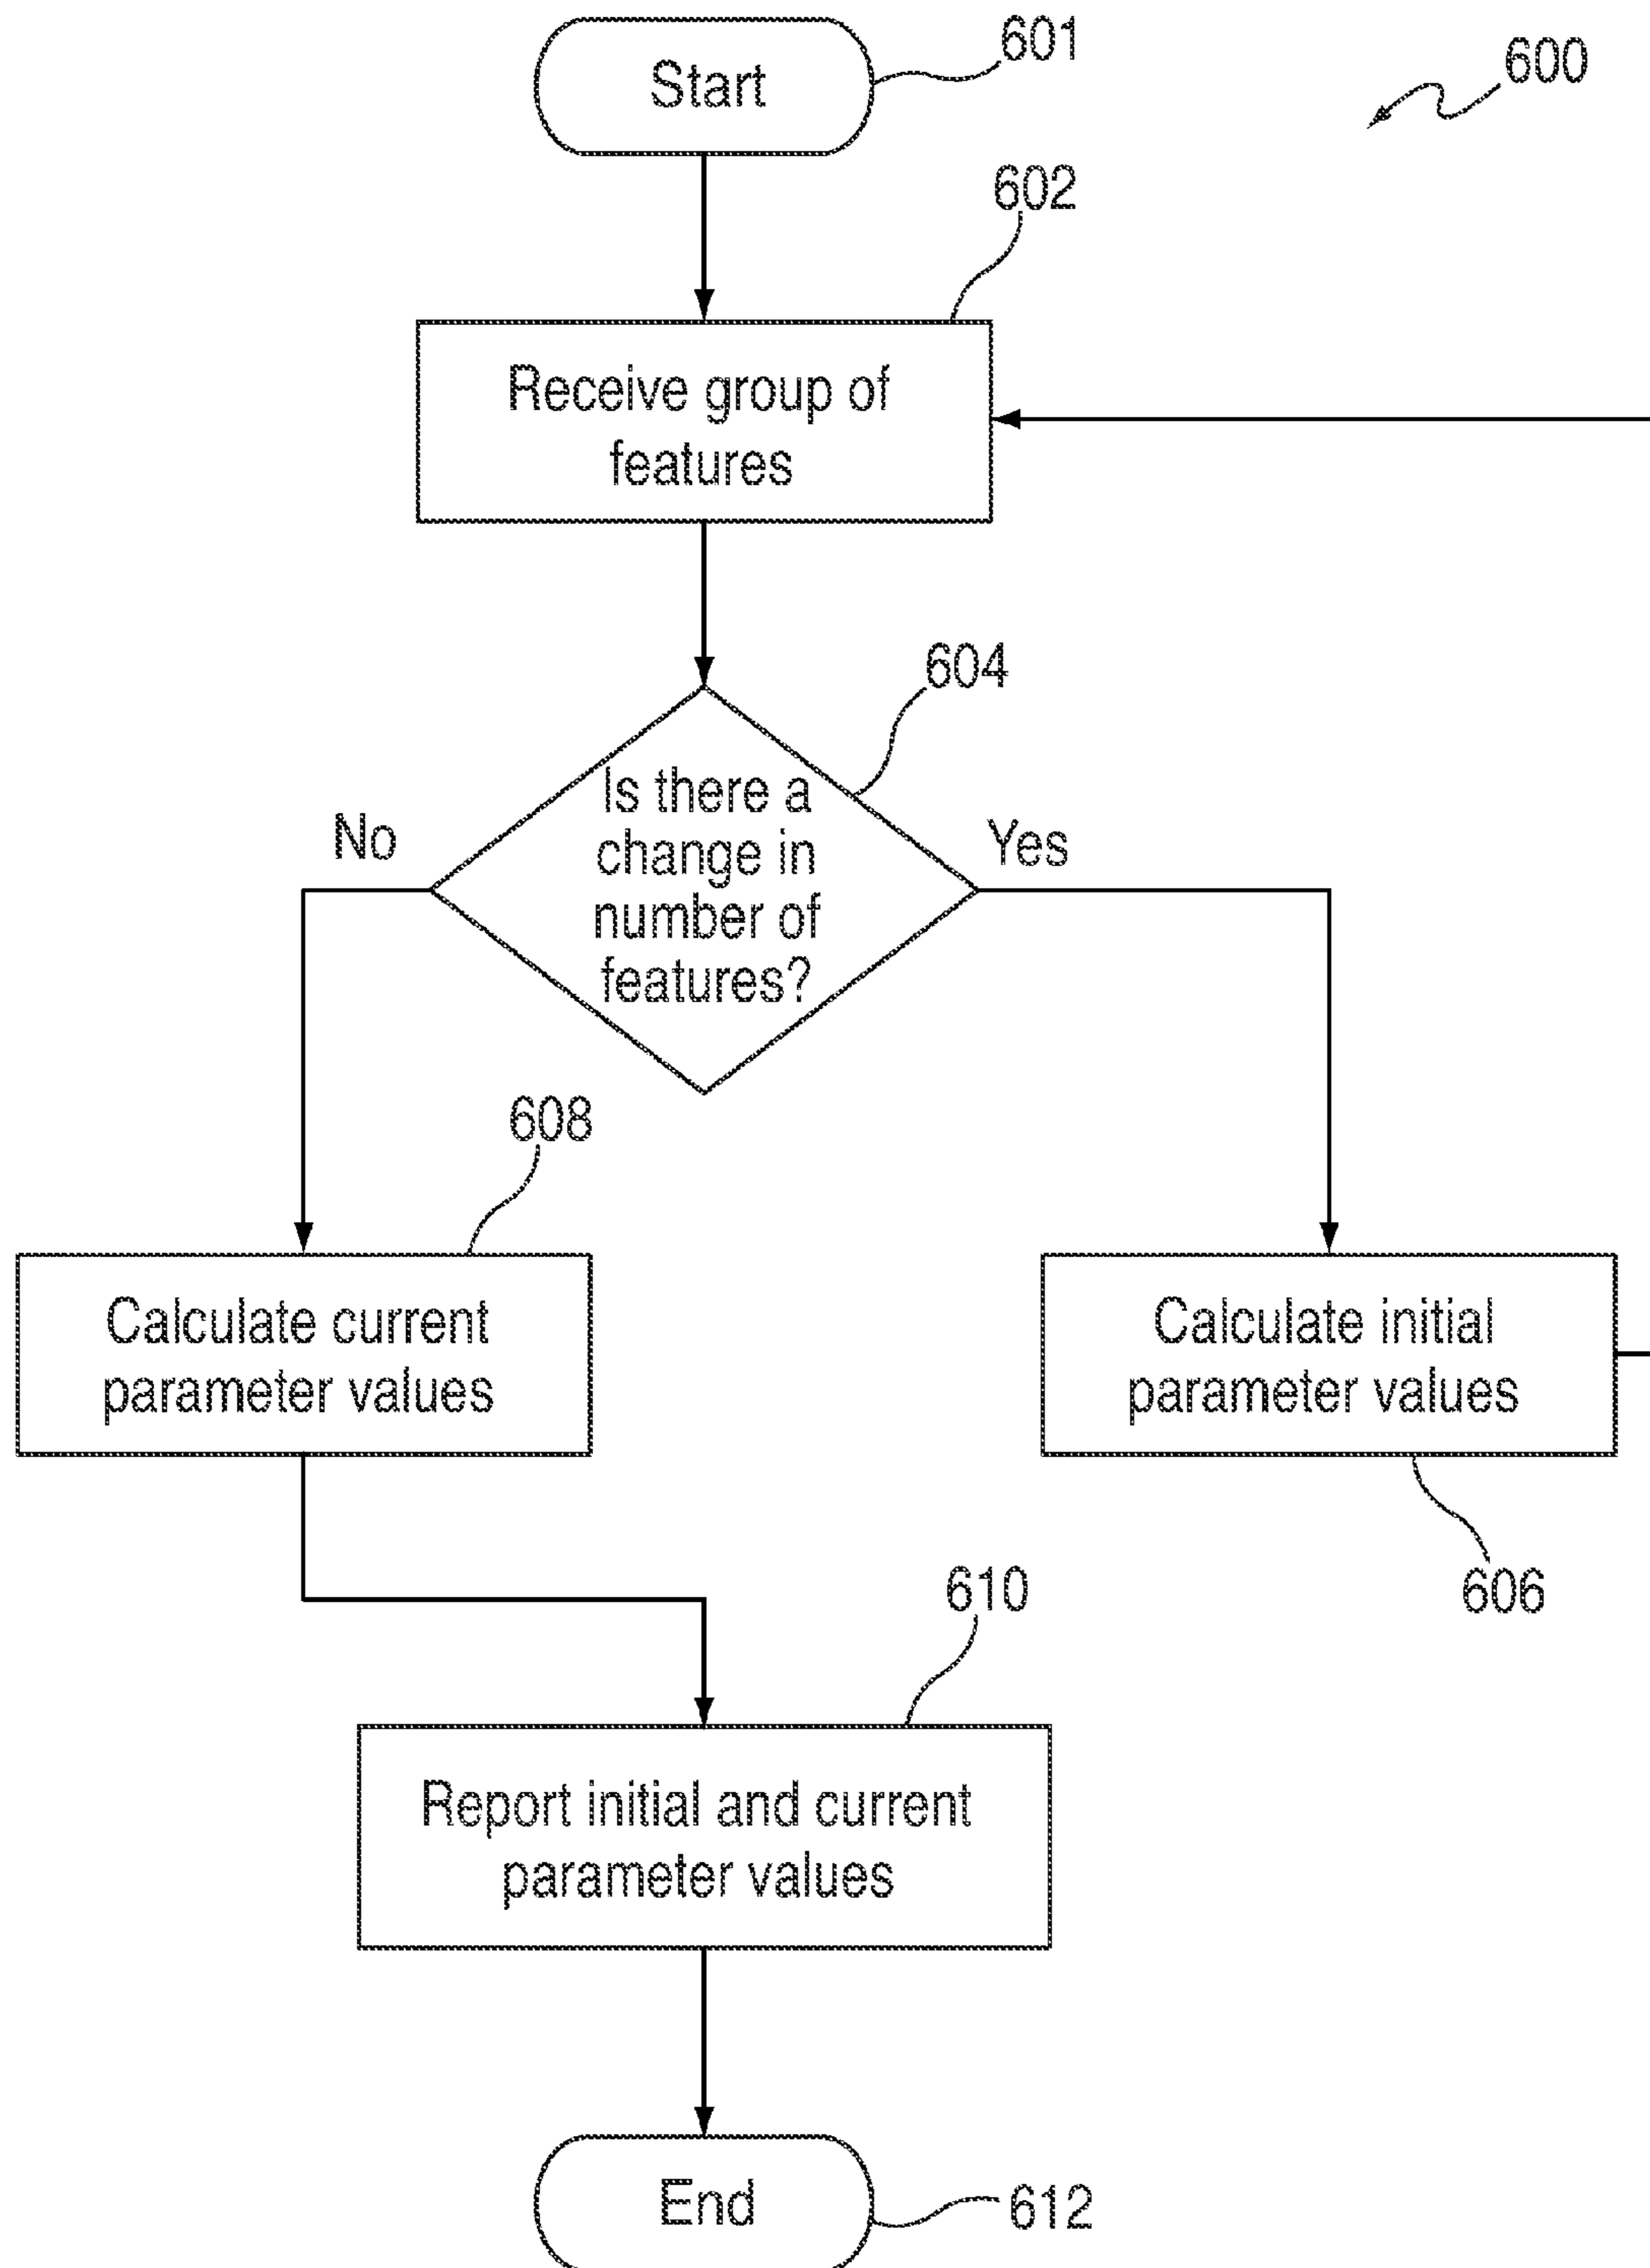 Start
601
600
602
Receive group of
features
604
Is there a
change in
number of
features?
No
Yes
608
Calculate current
parameter values
Calculate initial
parameter values
606
610
Report initial and current
parameter values
End
612